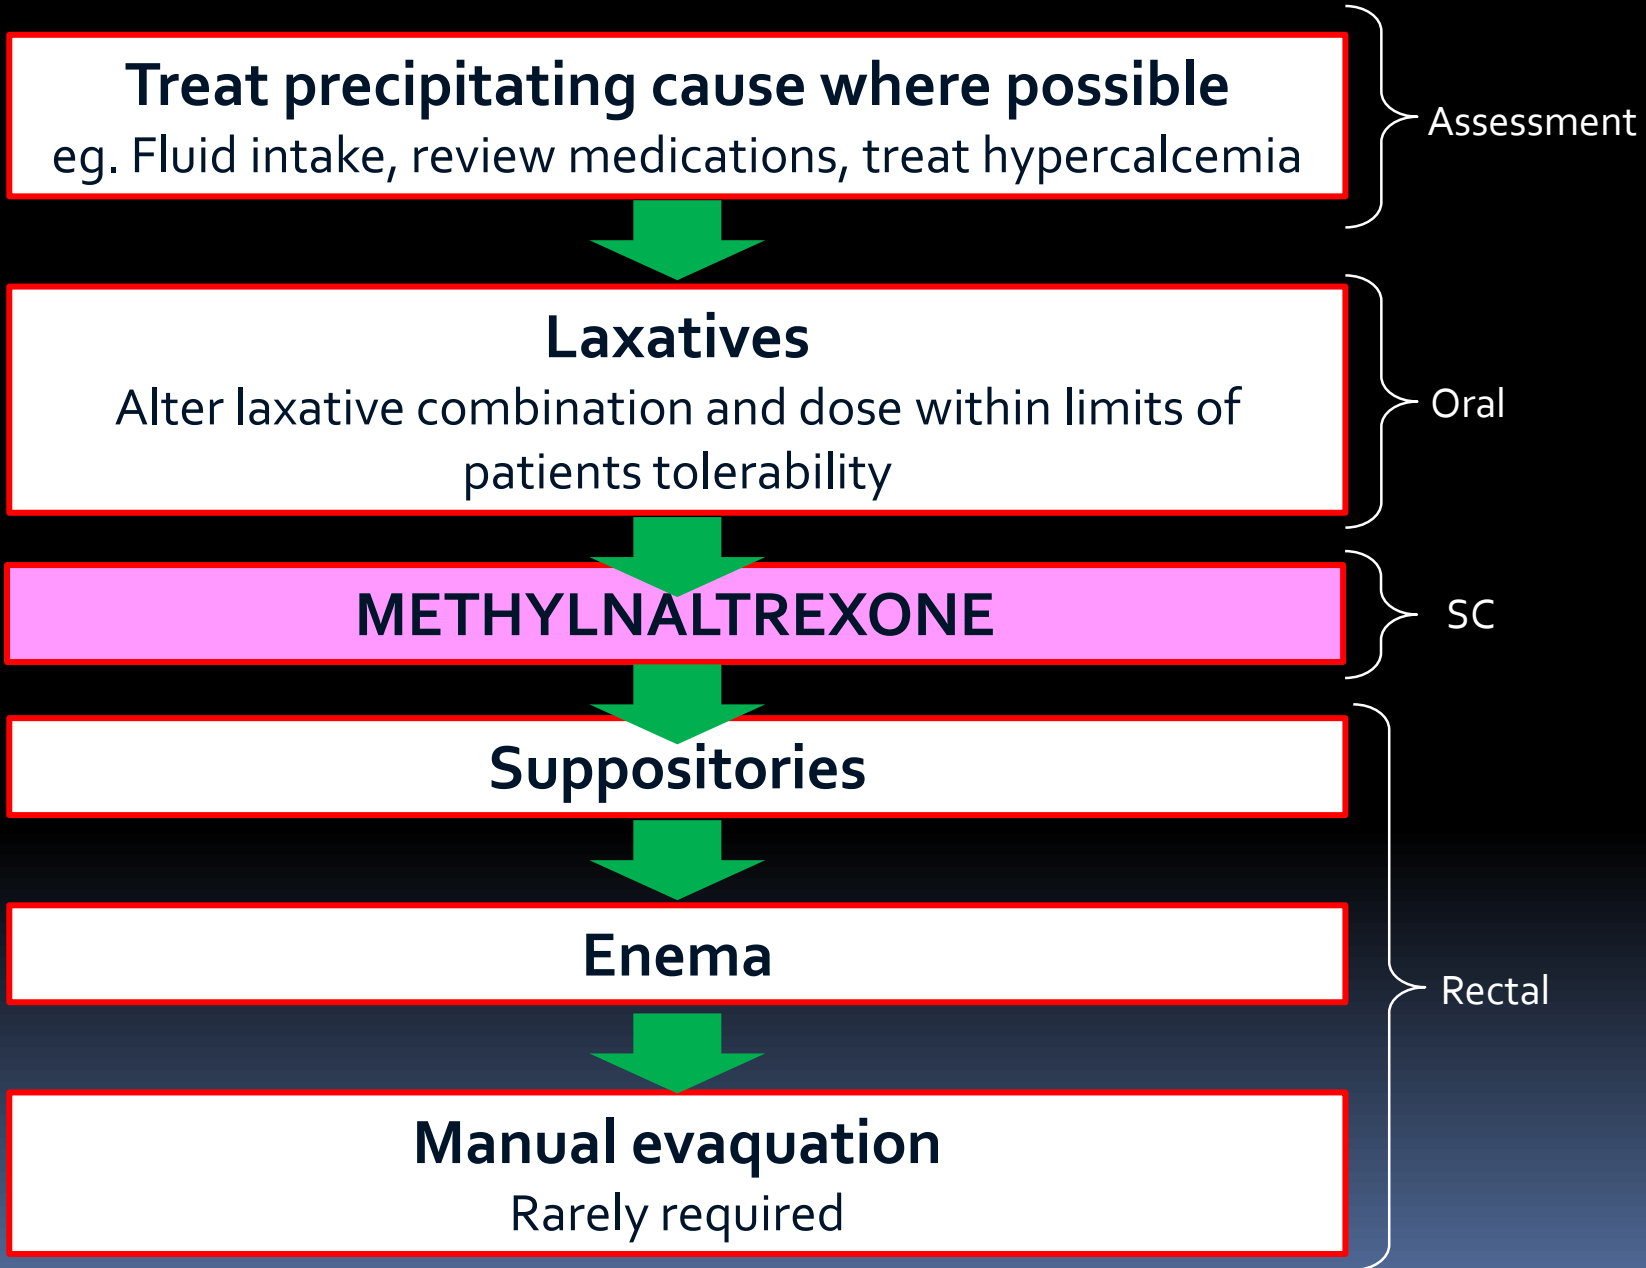 Treat precipitating cause where possible
eg. Fluid intake, review medications, treat hypercalcemia
Assessment
Laxatives
Alter laxative combination and dose within limits of
patients tolerability
Oral
METHYLNALTREXONE
SC
Suppositories
Enema
Rectal
Manual evaquation
Rarely required